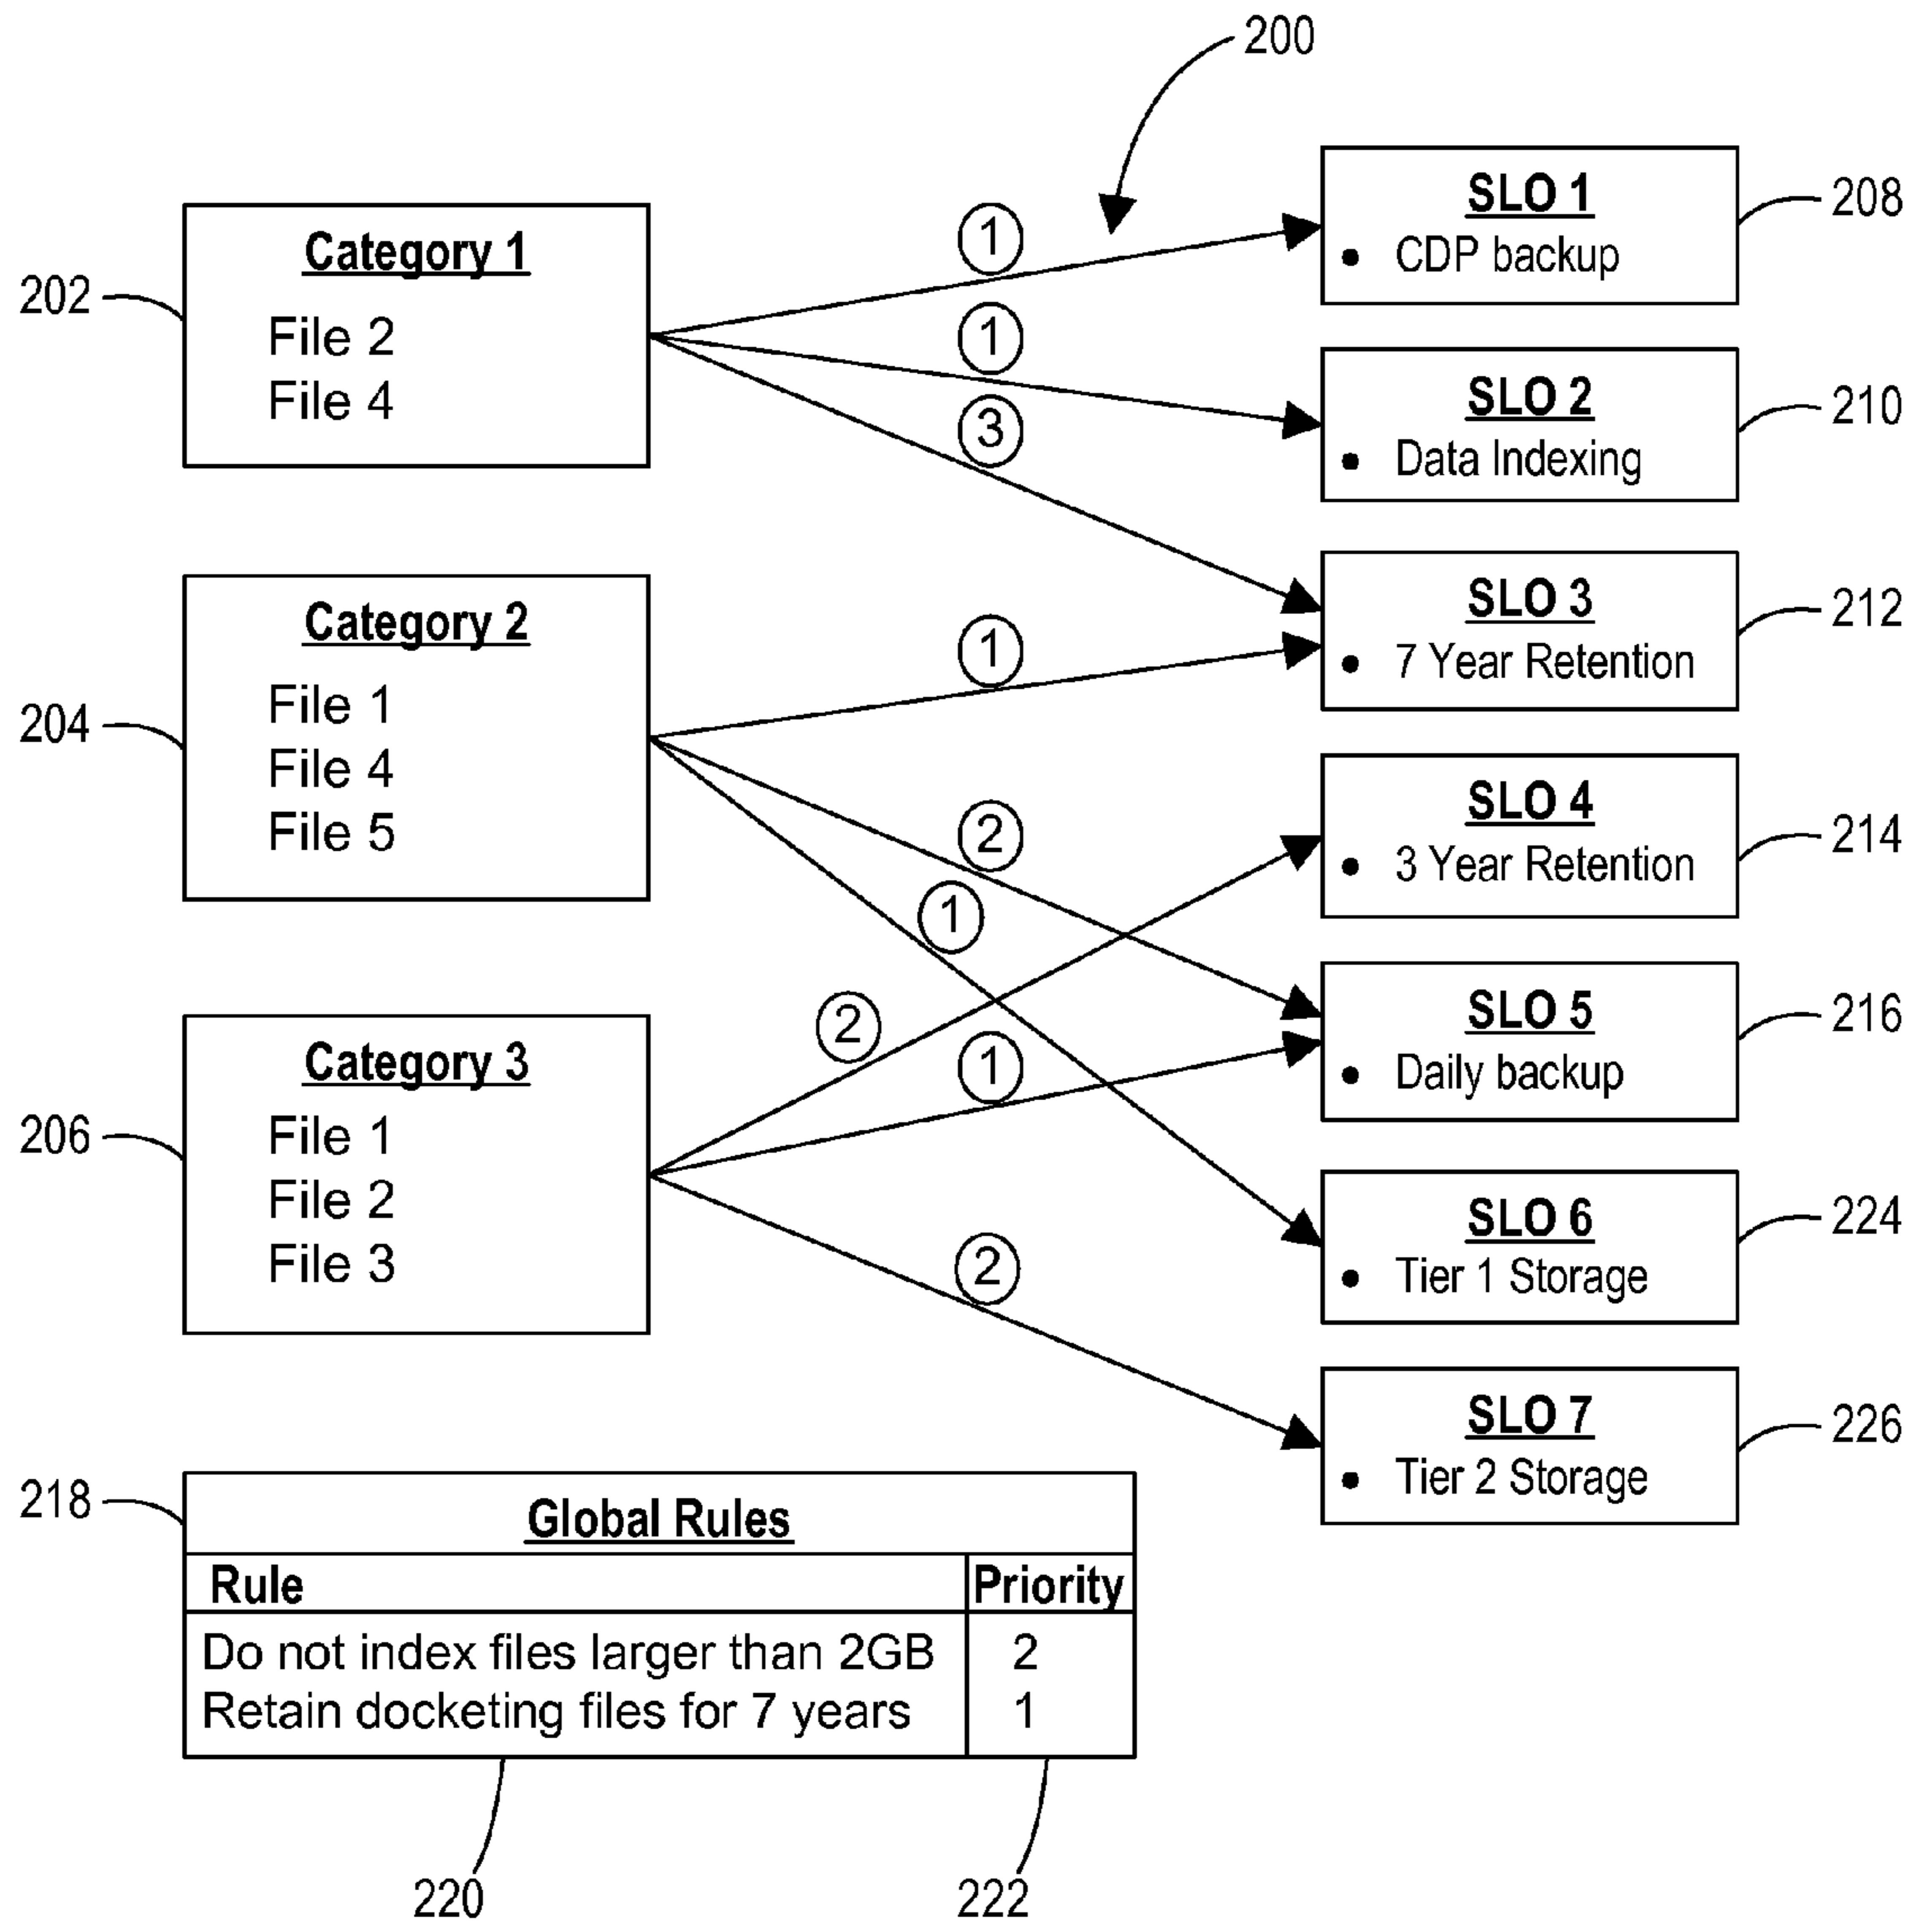 200
202
Category 1
File 2
File 4
1
1
3
SLO 1
• CDP backup
208
SLO 2
• Data Indexing
210
204
Category 2
File 1
File 4
File 5
1
2
1
SLO 3
• 7 Year Retention
212
SLO 4
• 3 Year Retention
214
206
Category 3
File 1
File 2
File 3
2
1
2
SLO 5
• Daily backup
216
SLO 6
• Tier 1 Storage
224
SLO 7
• Tier 2 Storage
226
218
Global Rules
Rule Priority
Do not index files larger than 2GB 2
Retain docketing files for 7 years 1
220
222